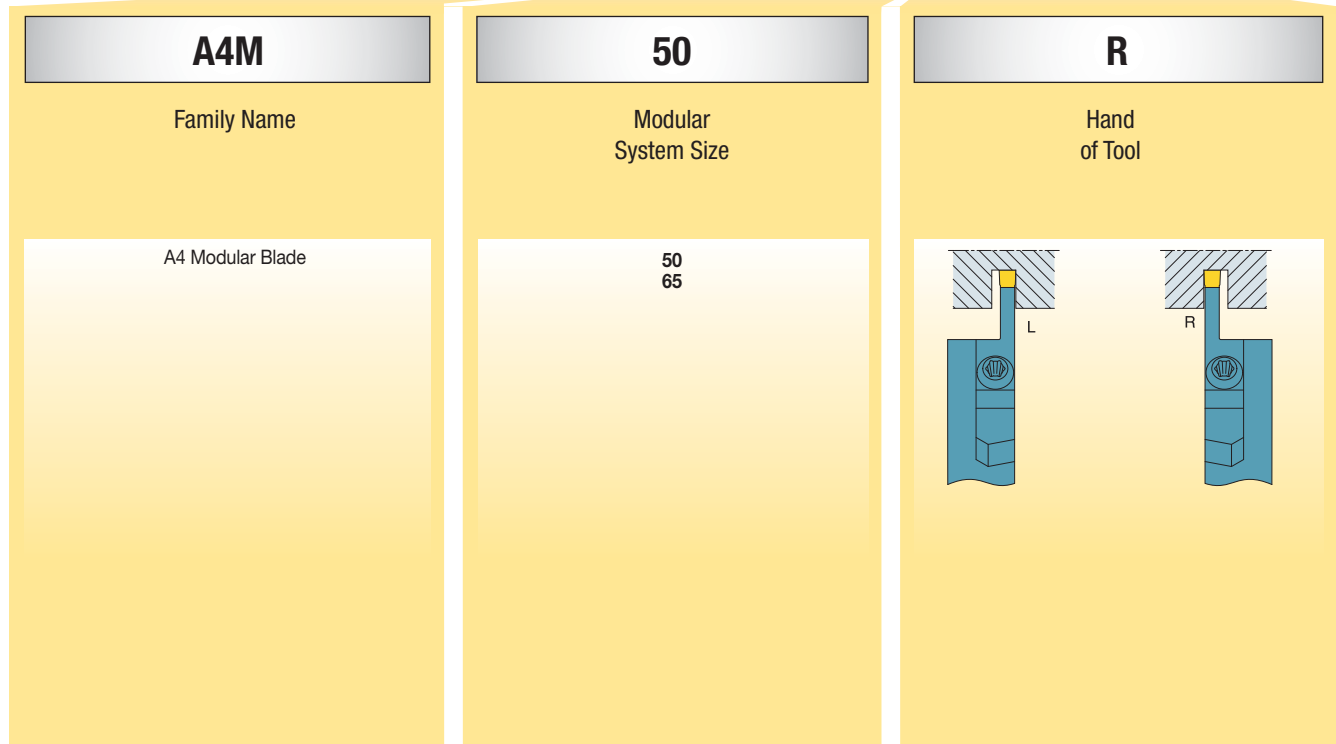 A4M
Family Name
A4 Modular Blade
50
Modular
System Size
50
65
R
Hand
of Tool
L
R